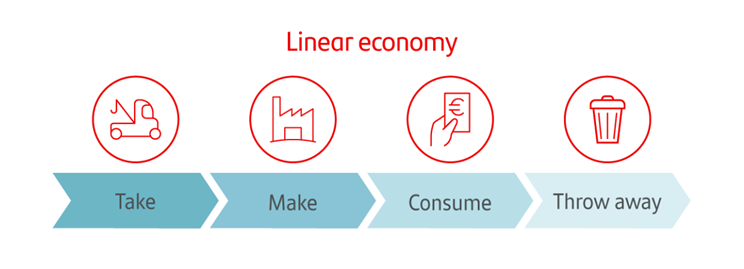 Linear economy
€
Take
Make
Consume
Throw away